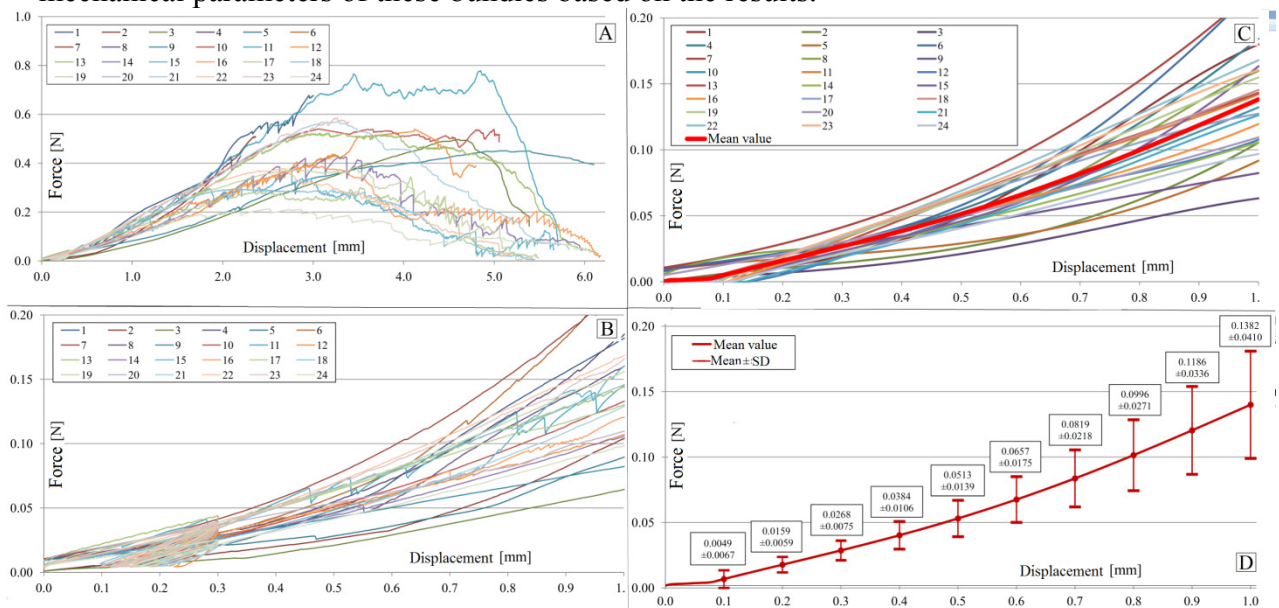 mechanical parameters of these bundles based on the results.
A
1 2 3 4 5 6
7 8 9 10 11 12
13 14 15 16 17 18
19 20 21 22 23 24
Force [N]
1.0
0.8
0.6
0.4
0.2
0.0
Displacement [mm]
0.0 1.0 2.0 3.0 4.0 5.0 6.0
C
1 2 3
4 5 6
7 8 9
10 11 12
13 14 15
16 17 18
19 20 21
22 23 24
Mean value
Force [N]
0.20
0.15
0.10
0.05
0.00
Displacement [mm]
0.0 0.1 0.2 0.3 0.4 0.5 0.6 0.7 0.8 0.9 1.
B
1 2 3 4 5 6
7 8 9 10 11 12
13 14 15 16 17 18
19 20 21 22 23 24
Force [N]
0.20
0.15
0.10
0.05
0.00
Displacement [mm]
0.0 0.1 0.2 0.3 0.4 0.5 0.6 0.7 0.8 0.9 1.
D
Mean value
Mean±SD
Force [N]
0.20
0.15
0.10
0.05
0.00
0.0049
±0.0067
0.0159
±0.0059
0.0268
±0.0075
0.0384
±0.0106
0.0513
±0.0139
0.0657
±0.0175
0.0819
±0.0218
0.0996
±0.0271
0.1186
±0.0336
0.1382
±0.0410
Displacement [mm]
0.0 0.1 0.2 0.3 0.4 0.5 0.6 0.7 0.8 0.9 1.0